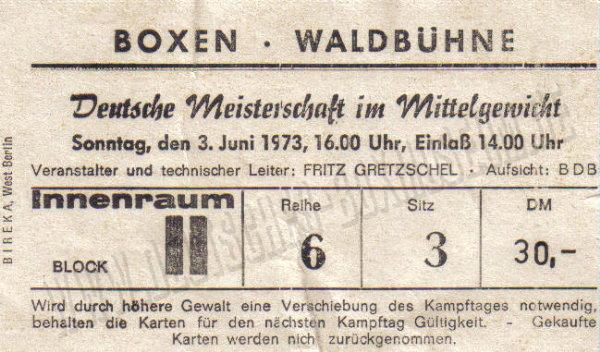 BOXEN · WALDBÜHNE
Deutsche Meisterschaft im Mittelgewicht
Sonntag, den 3. Juni 1973, 16.00 Uhr, Einlaß 14.00 Uhr
Veranstalter und technischer Leiter: FRITZ GRETZSCHEL · Aufsicht: BDB
BIREKA, West Berlin
Innenraum
II
BLOCK
Reihe
6
Sitz
3
DM
30,-
Wird durch höhere Gewalt eine Verschiebung des Kampftages notwendig,
behalten die Karten für den nächsten Kampftag Gültigkeit. - Gekaufte
Karten werden nich zurückgenommen.